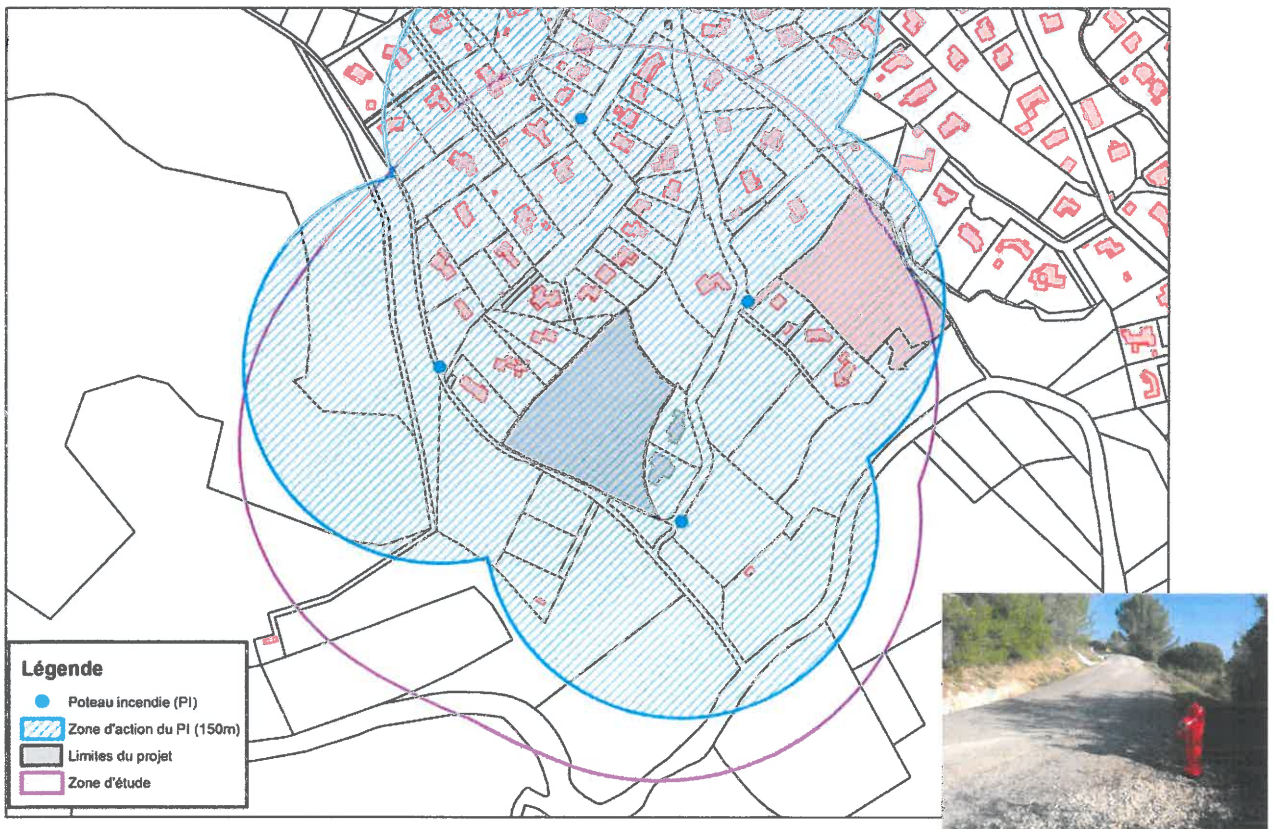 Légende
Poteau incendie (PI)
Zone d'action du PI (150m)
Limites du projet
Zone d'étude